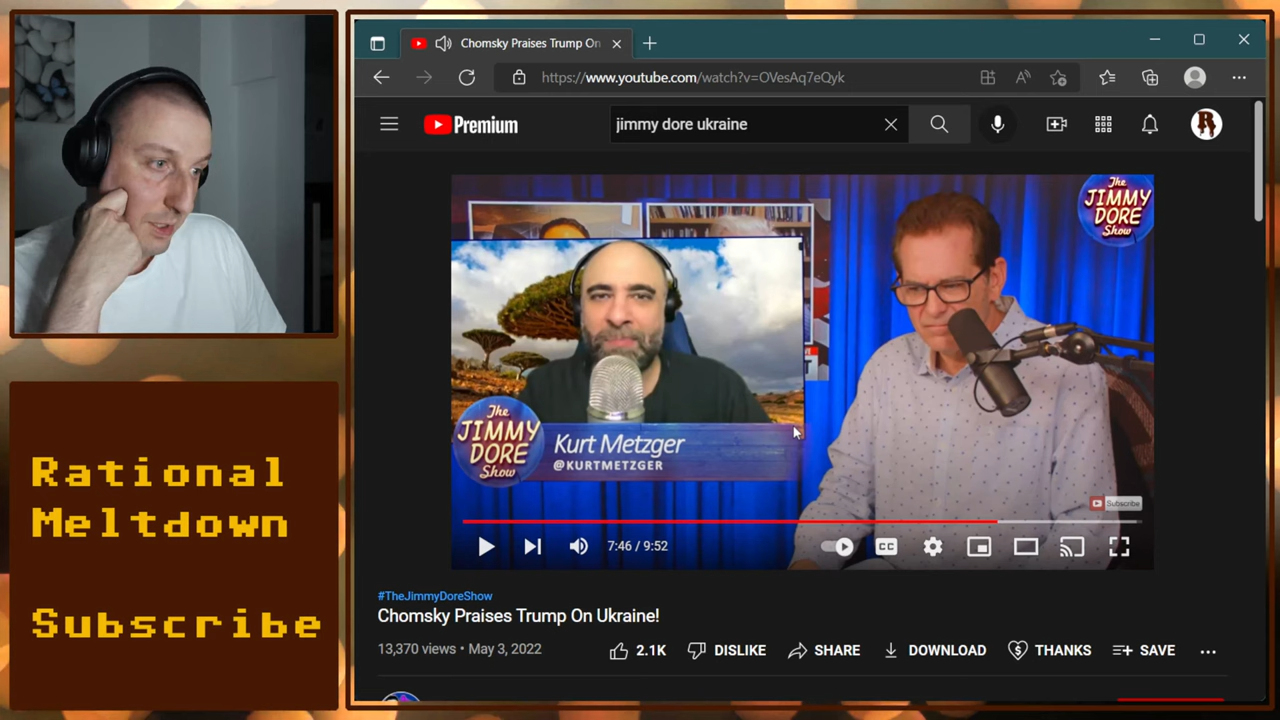 Chomsky Praises Trump On
https://www.youtube.com/watch?v=OVesAq7eQyk
Premium
jimmy dore ukraine
The
JIMMY
DORE
Show
The
JIMMY
DORE
Show
Kurt Metzger
@KURTMETZGER
Subscribe
7:46 / 9:52
CC
#TheJimmyDoreShow
Chomsky Praises Trump On Ukraine!
13,370 views • May 3, 2022
2.1K
DISLIKE
SHARE
DOWNLOAD
THANKS
SAVE
Rational
Meltdown
Subscribe